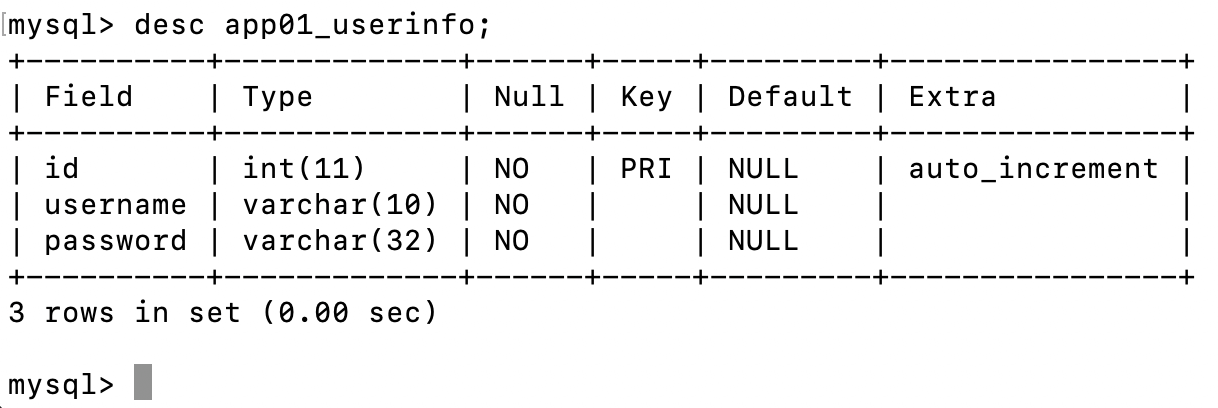 mysql> desc app01_userinfo;
+----------+-------------+------+-----+---------+----------------+
| Field    | Type        | Null | Key | Default | Extra          |
+----------+-------------+------+-----+---------+----------------+
| id       | int(11)     | NO   | PRI | NULL    | auto_increment |
| username | varchar(10) | NO   |     | NULL    |                |
| password | varchar(32) | NO   |     | NULL    |                |
+----------+-------------+------+-----+---------+----------------+
3 rows in set (0.00 sec)
mysql>